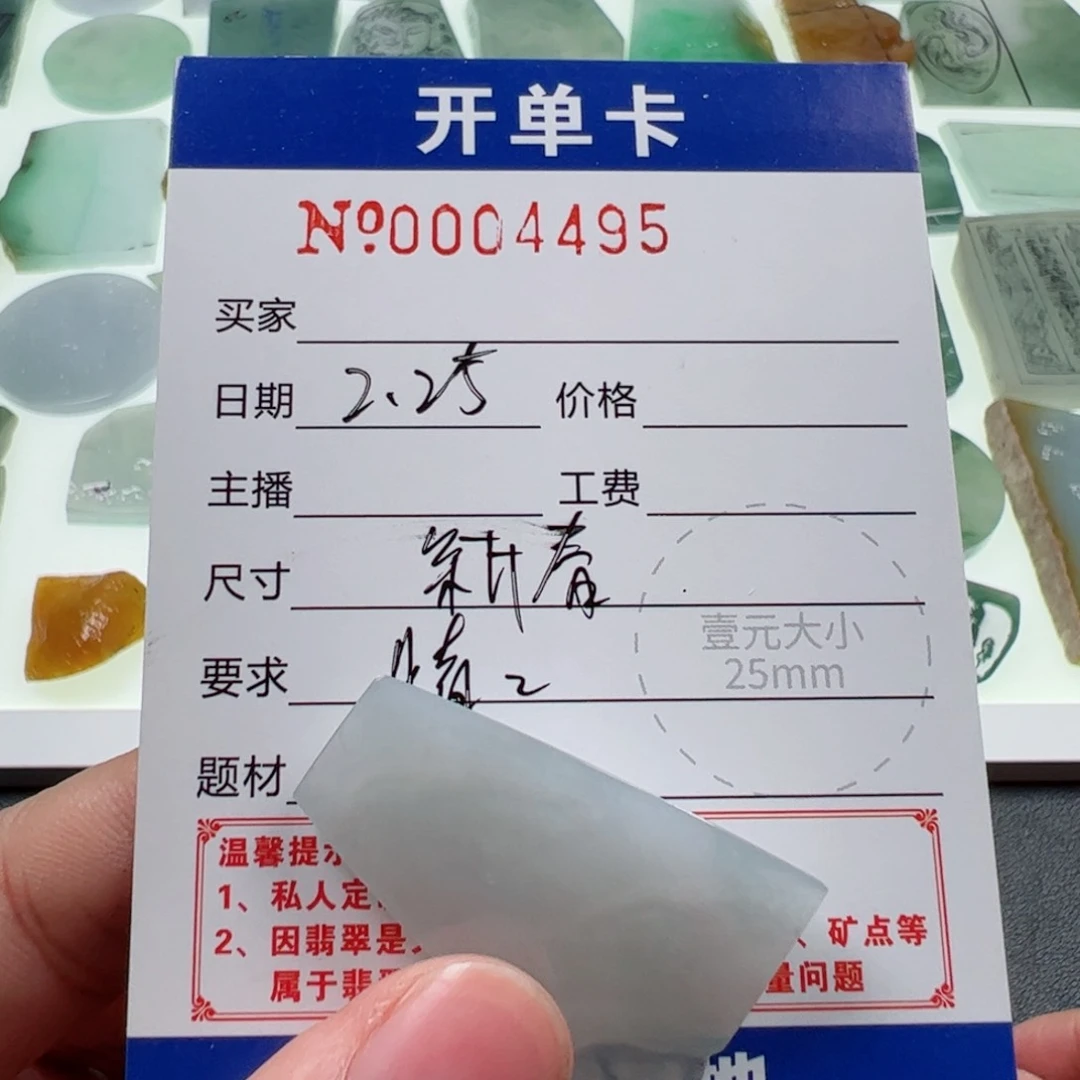 开单卡
№0004495
买家
日期 2.25 价格
主播 工费
尺寸 新春
要求
题材
壹元大小
25mm
温馨提示
1、私人定
2、因翡翠是 、矿点等
属于翡 量问题